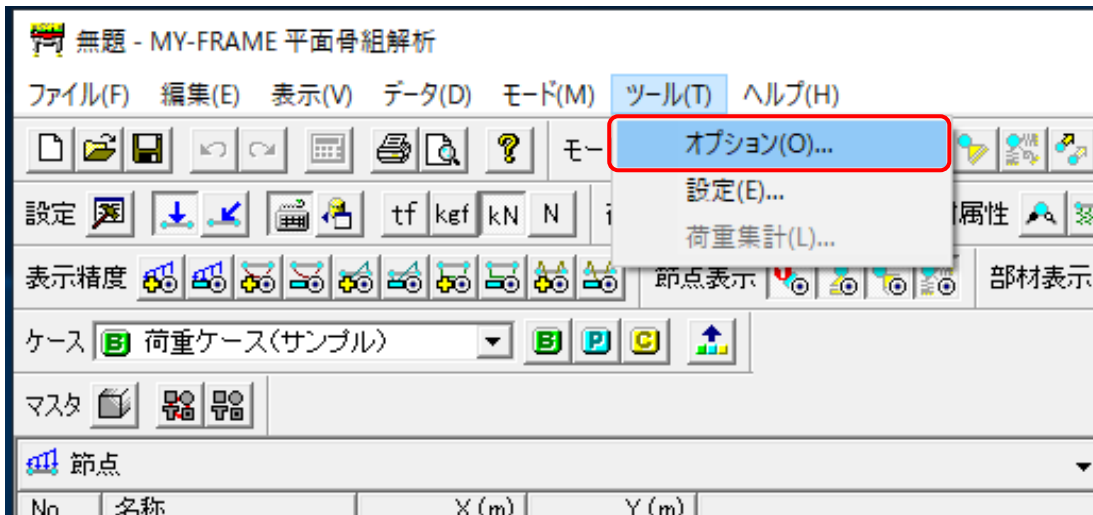 無題 - MY-FRAME 平面骨組解析
ファイル(F) 編集(E) 表示(V) データ(D) モード(M) ツール(T) ヘルプ(H)
モー オプション(O)...
設定(E)...
荷重集計(L)...
設定 tf kgf kN N 属性
表示精度 節点表示 部材表示
ケース B 荷重ケース(サンプル) B P C
マスタ
節点
No. 名称 X (m) Y (m)